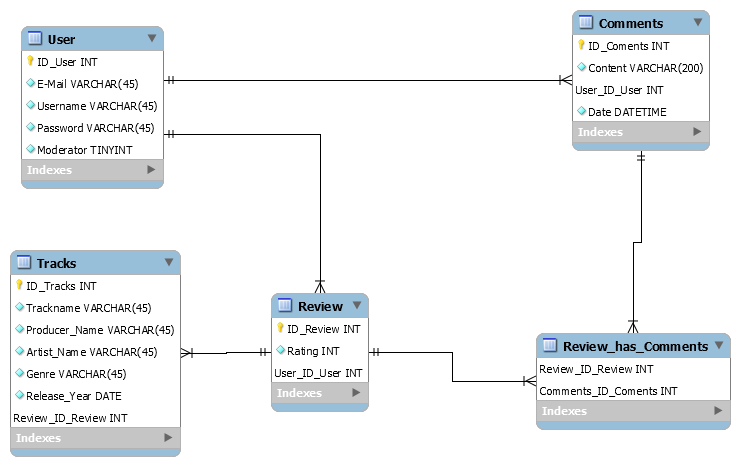 User
ID_User INT
E-Mail VARCHAR(45)
Username VARCHAR(45)
Password VARCHAR(45)
Moderator TINYINT
Indexes
Comments
ID_Coments INT
Content VARCHAR(200)
User_ID_User INT
Date DATETIME
Indexes
Tracks
ID_Tracks INT
Trackname VARCHAR(45)
Producer_Name VARCHAR(45)
Artist_Name VARCHAR(45)
Genre VARCHAR(45)
Release_Year DATE
Review_ID_Review INT
Indexes
Review
ID_Review INT
Rating INT
User_ID_User INT
Indexes
Review_has_Comments
Review_ID_Review INT
Comments_ID_Coments INT
Indexes